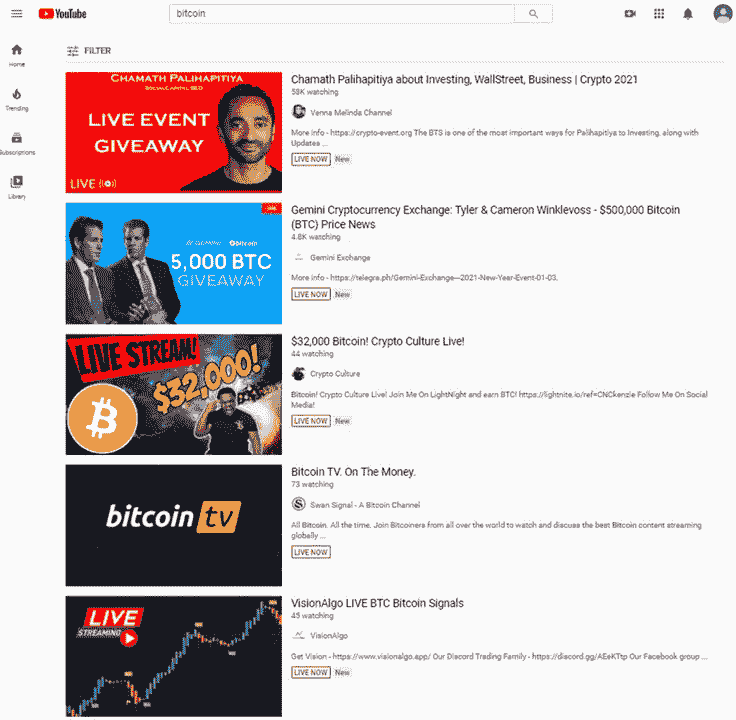 YouTube
bitcoin
FILTER
Home
Trending
Subscriptions
Library
CHAMATH PALIHAPITIYA
SOCIAL CAPITAL CEO
LIVE EVENT
GIVEAWAY
LIVE
Chamath Palihapitiya about Investing, WallStreet, Business | Crypto 2021
58K watching
Venna Melinda Channel
More info - https://crypto-event.org The BTS is one of the most important ways for Palihapitiya to Investing, along with
Updates ...
LIVE NOW New
bitcoin
5,000 BTC
GIVEAWAY
Gemini Cryptocurrency Exchange: Tyler & Cameron Winklevoss - $500,000 Bitcoin
(BTC) Price News
4.8K watching
Gemini Exchange
More info - https://telegra.ph/Gemini-Exchange---2021-New-Year-Event-01-03.
LIVE NOW New
LIVE STREAM!
$32,000!
$32,000 Bitcoin! Crypto Culture Live!
44 watching
Crypto Culture
Bitcoin! Crypto Culture Live! Join Me On LightNight and earn BTC! https://lightnite.io/ref=CNCkenzie Follow Me On Social
Media!
LIVE NOW New
bitcoin tv
Bitcoin TV. On The Money.
73 watching
Swan Signal - A Bitcoin Channel
All Bitcoin. All the time. Join Bitcoiners from all over the world to watch and discuss the best Bitcoin content streaming
globally ...
LIVE NOW
LIVE
STREAMING
VisionAlgo LIVE BTC Bitcoin Signals
45 watching
VisionAlgo
Get Vision - https://www.visionalgo.app/ Our Discord Trading Family - https://discord.gg/AEeKTtp Our Facebook group ...
LIVE NOW New